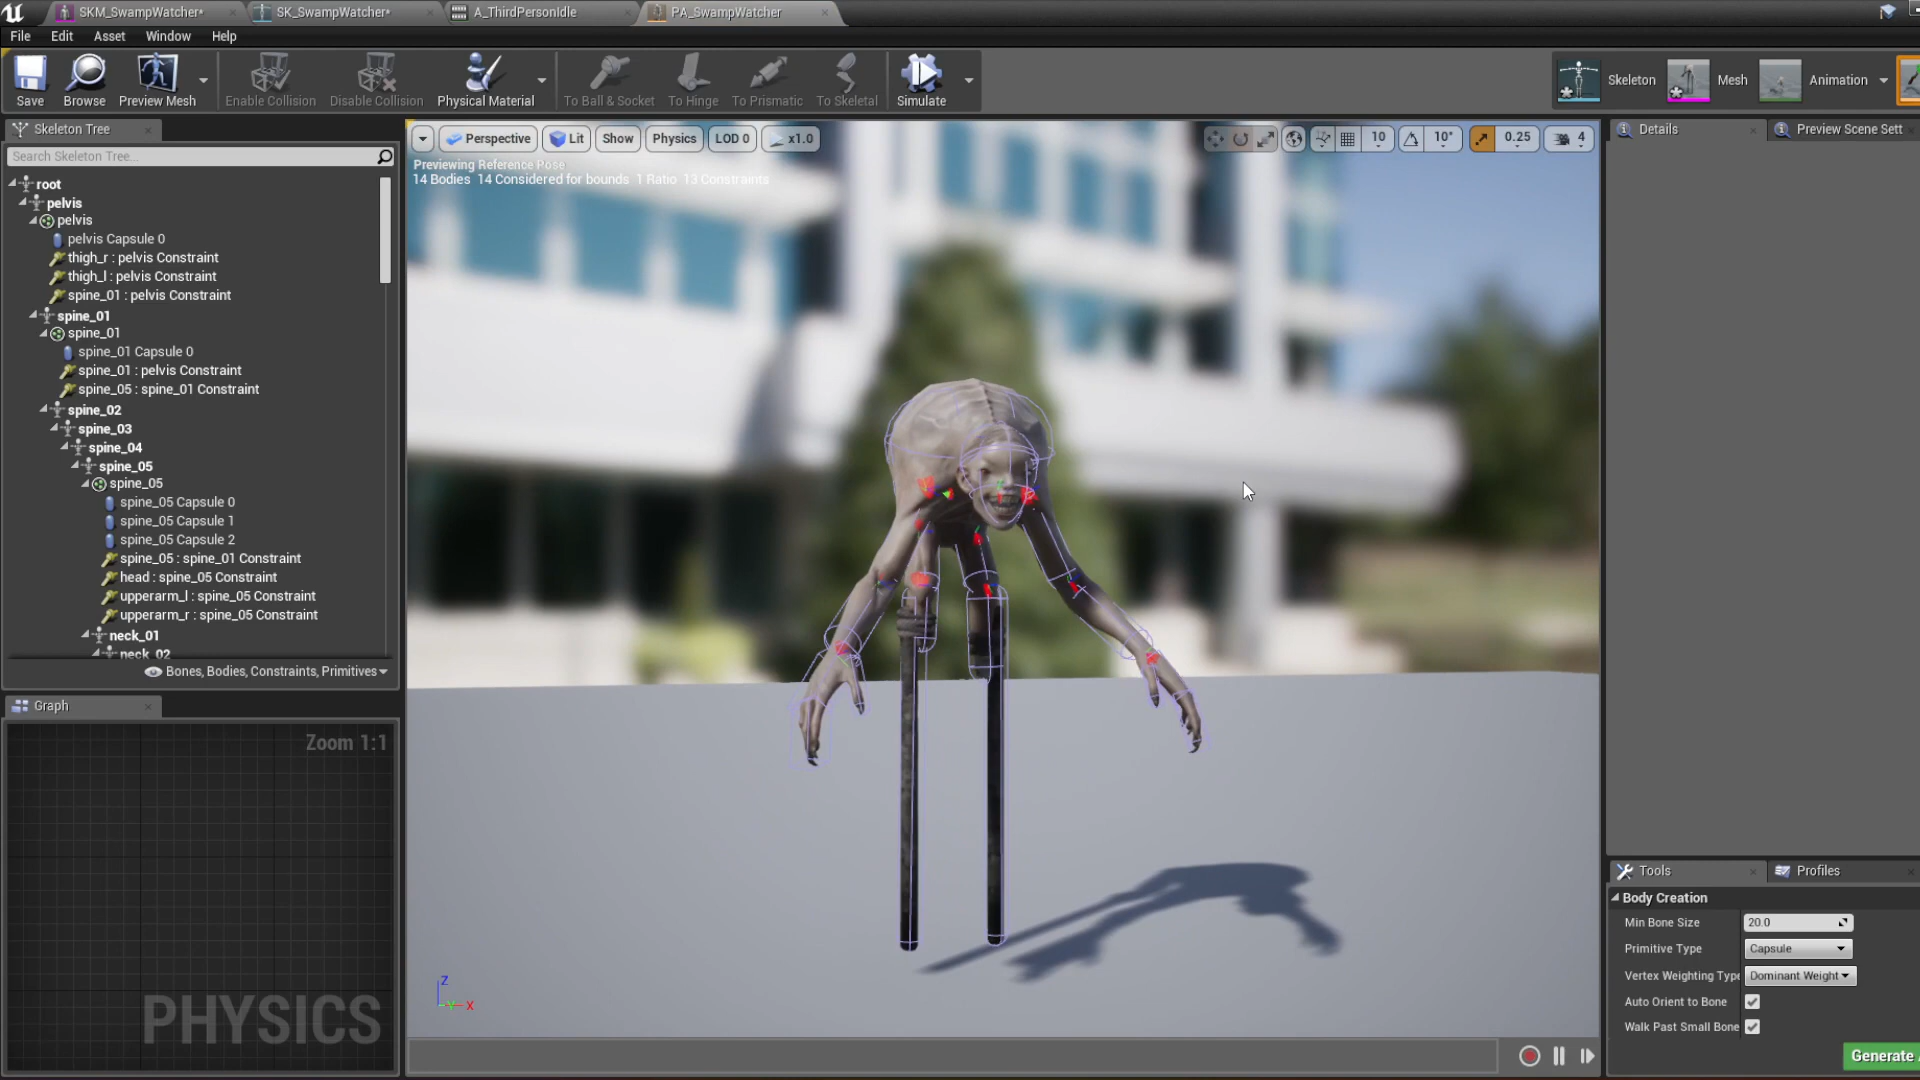 SKM_SwampWatcher*
SK_SwampWatcher*
A_ThirdPersonIdle
PA_SwampWatcher
File Edit Asset Window Help
Save
Browse
Preview Mesh
Enable Collision
Disable Collision
Physical Material
To Ball & Socket
To Hinge
To Prismatic
To Skeletal
Simulate
Skeleton
Mesh
Animation
Skeleton Tree
Search Skeleton Tree...
root
pelvis
pelvis
pelvis Capsule 0
thigh_r : pelvis Constraint
thigh_l : pelvis Constraint
spine_01 : pelvis Constraint
spine_01
spine_01
spine_01 Capsule 0
spine_01 : pelvis Constraint
spine_05 : spine_01 Constraint
spine_02
spine_03
spine_04
spine_05
spine_05
spine_05 Capsule 0
spine_05 Capsule 1
spine_05 Capsule 2
spine_05 : spine_01 Constraint
head : spine_05 Constraint
upperarm_l : spine_05 Constraint
upperarm_r : spine_05 Constraint
neck_01
neck_02
Bones, Bodies, Constraints, Primitives
Graph
Zoom 1:1
PHYSICS
Perspective Lit Show Physics LOD 0 x1.0
10 10° 0.25 4
Previewing Reference Pose
14 Bodies 14 Considered for bounds 1 Ratio 13 Constraints
Z
Y X
Details
Preview Scene Sett
Tools
Profiles
Body Creation
Min Bone Size 20.0
Primitive Type Capsule
Vertex Weighting Type Dominant Weight
Auto Orient to Bone
Walk Past Small Bone
Generate